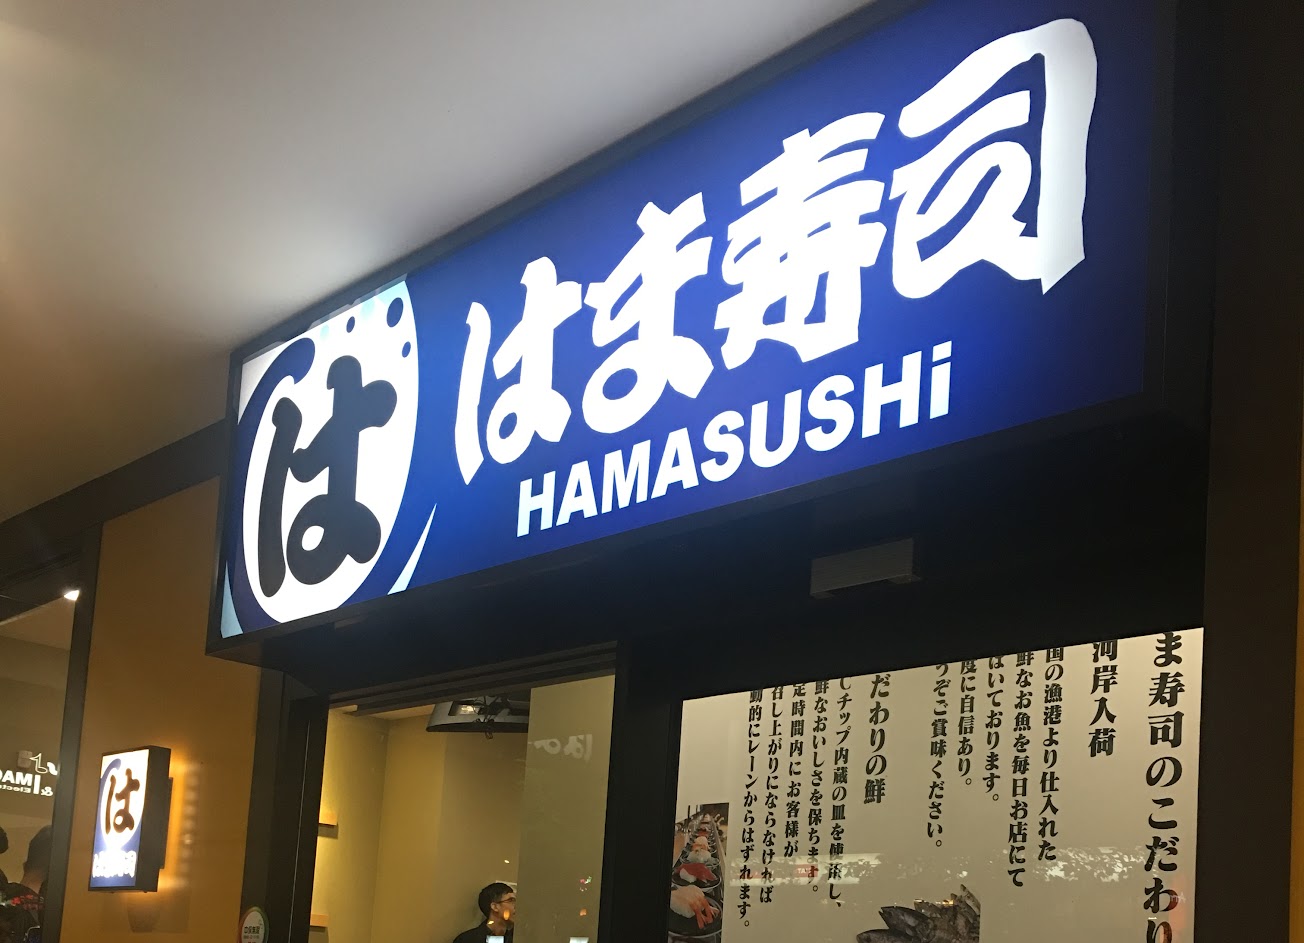 は
はま寿司
HAMASUSHi
は
はま寿司
ま寿司のこだわり
河岸入荷
国の漁港より仕入れた
鮮なお魚を毎日お店にて
ばいております。
度に自信あり。
うぞご賞味ください。
だわりの鮮
しチップ内蔵の皿を使い、
鮮なおいしさを保ちます。
定時間内にお客様が
召し上がりにならなければ
動的にレーンからはずれます。